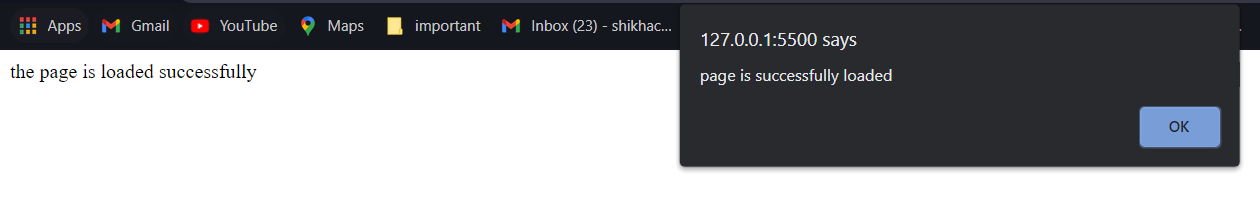 Apps Gmail YouTube Maps important Inbox (23) - shikhac...
the page is loaded successfully
127.0.0.1:5500 says
page is successfully loaded
OK